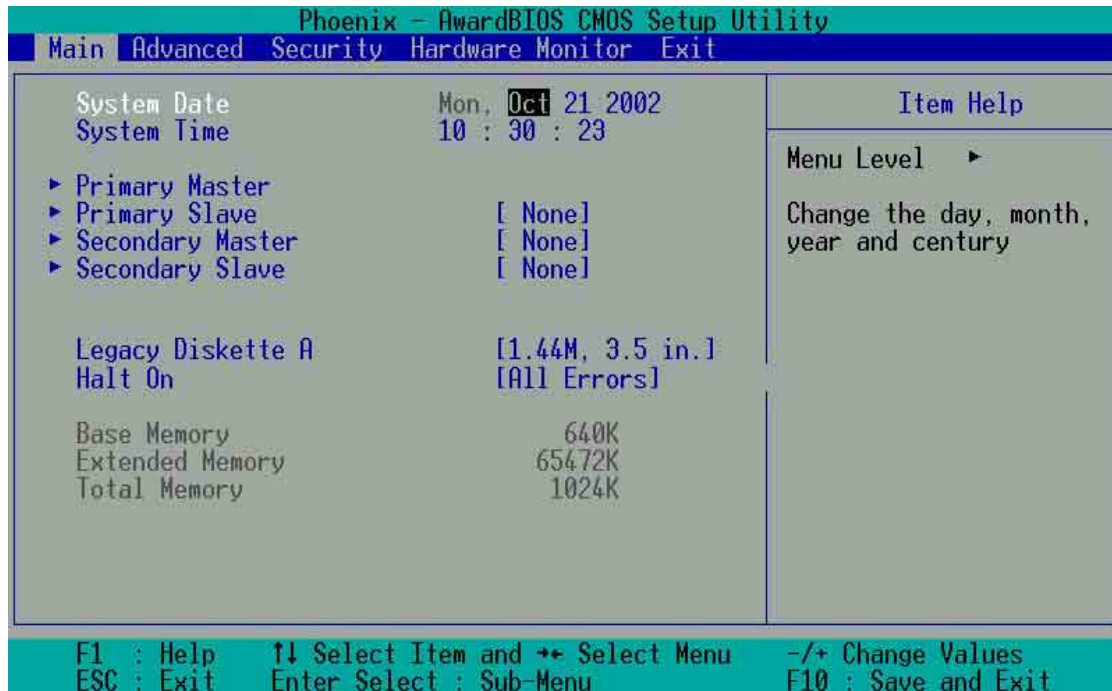 Phoenix – AwardBIOS CMOS Setup Utility
Main Advanced Security Hardware Monitor Exit
System Date Mon, Oct 21 2002
System Time 10 : 30 : 23
► Primary Master
► Primary Slave [ None]
► Secondary Master [ None]
► Secondary Slave [ None]
Legacy Diskette A [1.44M, 3.5 in.]
Halt On [All Errors]
Base Memory 640K
Extended Memory 65472K
Total Memory 1024K
Item Help
Menu Level ►
Change the day, month,
year and century
F1 : Help ↑↓ Select Item and →← Select Menu -/+ Change Values
ESC : Exit Enter Select : Sub-Menu F10 : Save and Exit